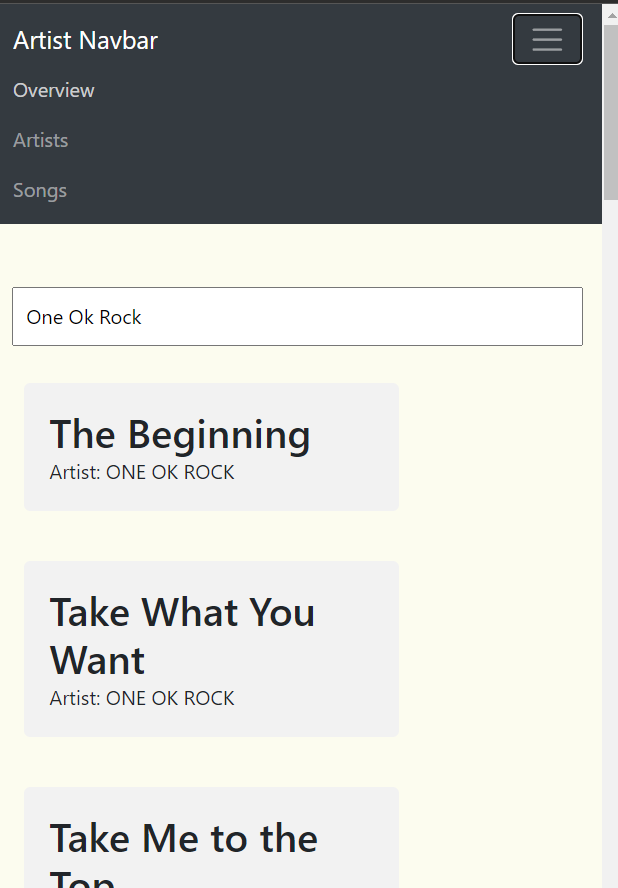 Artist Navbar
Overview
Artists
Songs
One Ok Rock
The Beginning
Artist: ONE OK ROCK
Take What You
Want
Artist: ONE OK ROCK
Take Me to the
Top